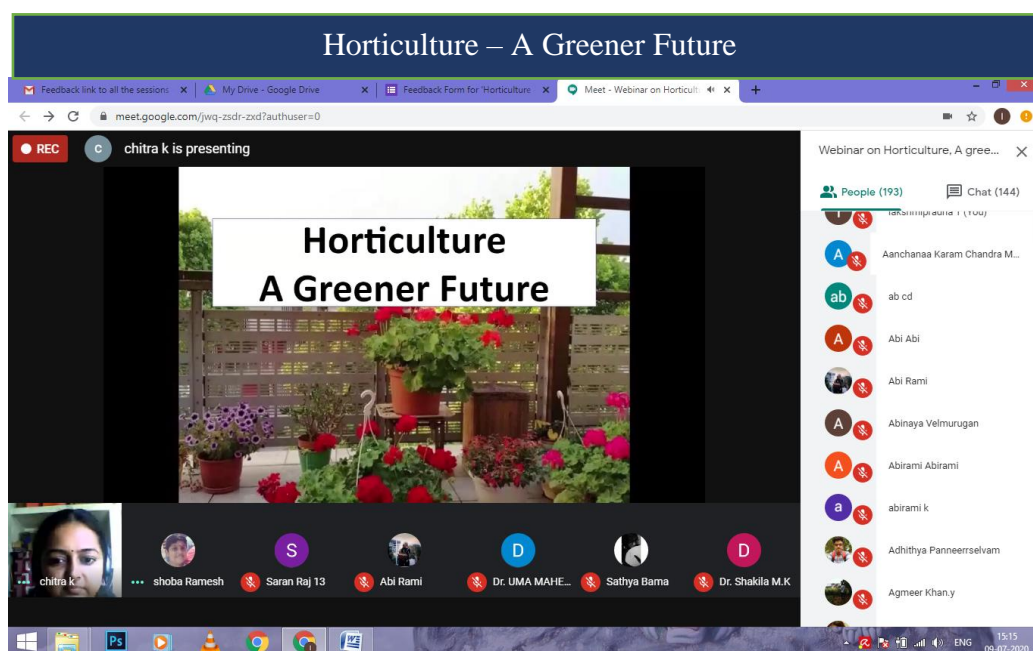 Horticulture – A Greener Future
Feedback link to all the sessions
My Drive - Google Drive
Feedback Form for 'Horticulture
Meet - Webinar on Horticult
meet.google.com/jwq-zsdr-zxd?authuser=0
REC
c
chitra k is presenting
Horticulture
A Greener Future
Webinar on Horticulture, A gree...
People (193)
Chat (144)
(You)
A
Aanchanaa Karam Chandra M...
ab
ab cd
A
Abi Abi
Abi Rami
A
Abinaya Velmurugan
A
Abirami Abirami
a
abirami k
Adhithya Panneerrselvam
Agmeer Khan.y
chitra k
shoba Ramesh
S
Saran Raj 13
Abi Rami
D
Dr. UMA MAHE...
Sathya Bama
D
Dr. Shakila M.K
Ps
W
ENG
15:15
09-07-2020